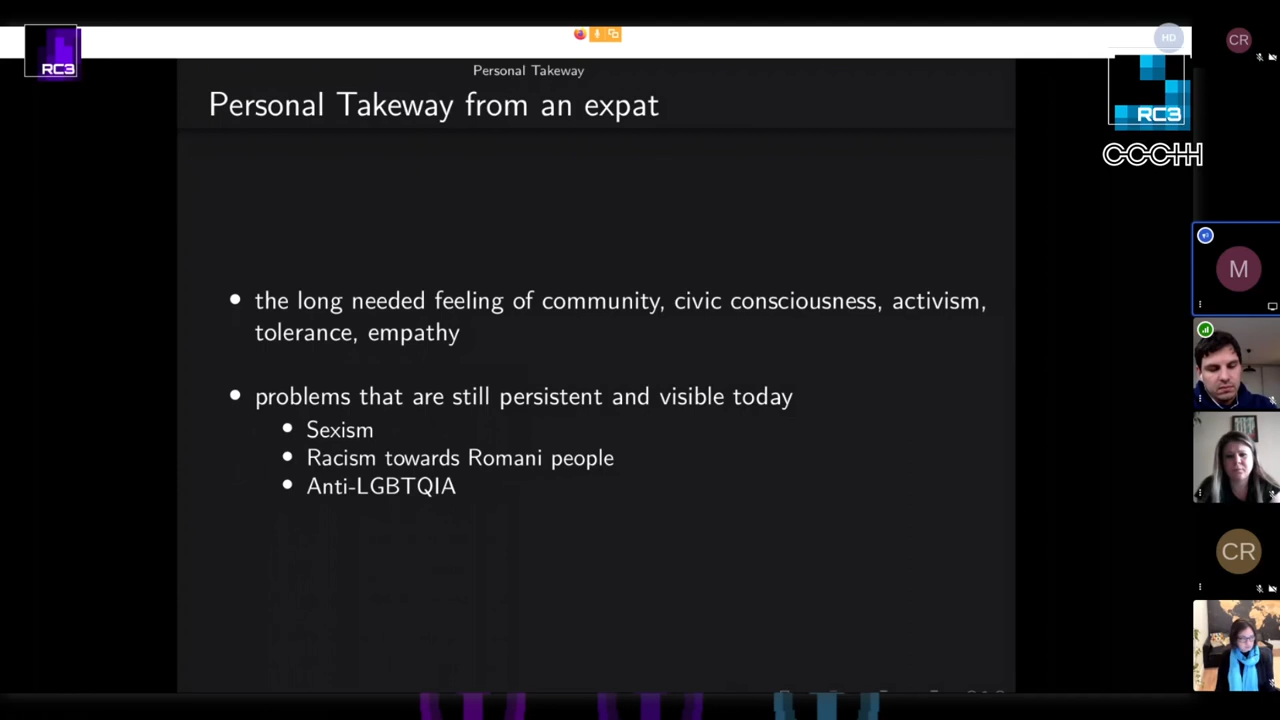 RC3
HD
CR
RC3
CCCHH
Personal Takeway
Personal Takeway from an expat
M
the long needed feeling of community, civic consciousness, activism,
tolerance, empathy
problems that are still persistent and visible today
Sexism
Racism towards Romani people
Anti-LGBTQIA
CR